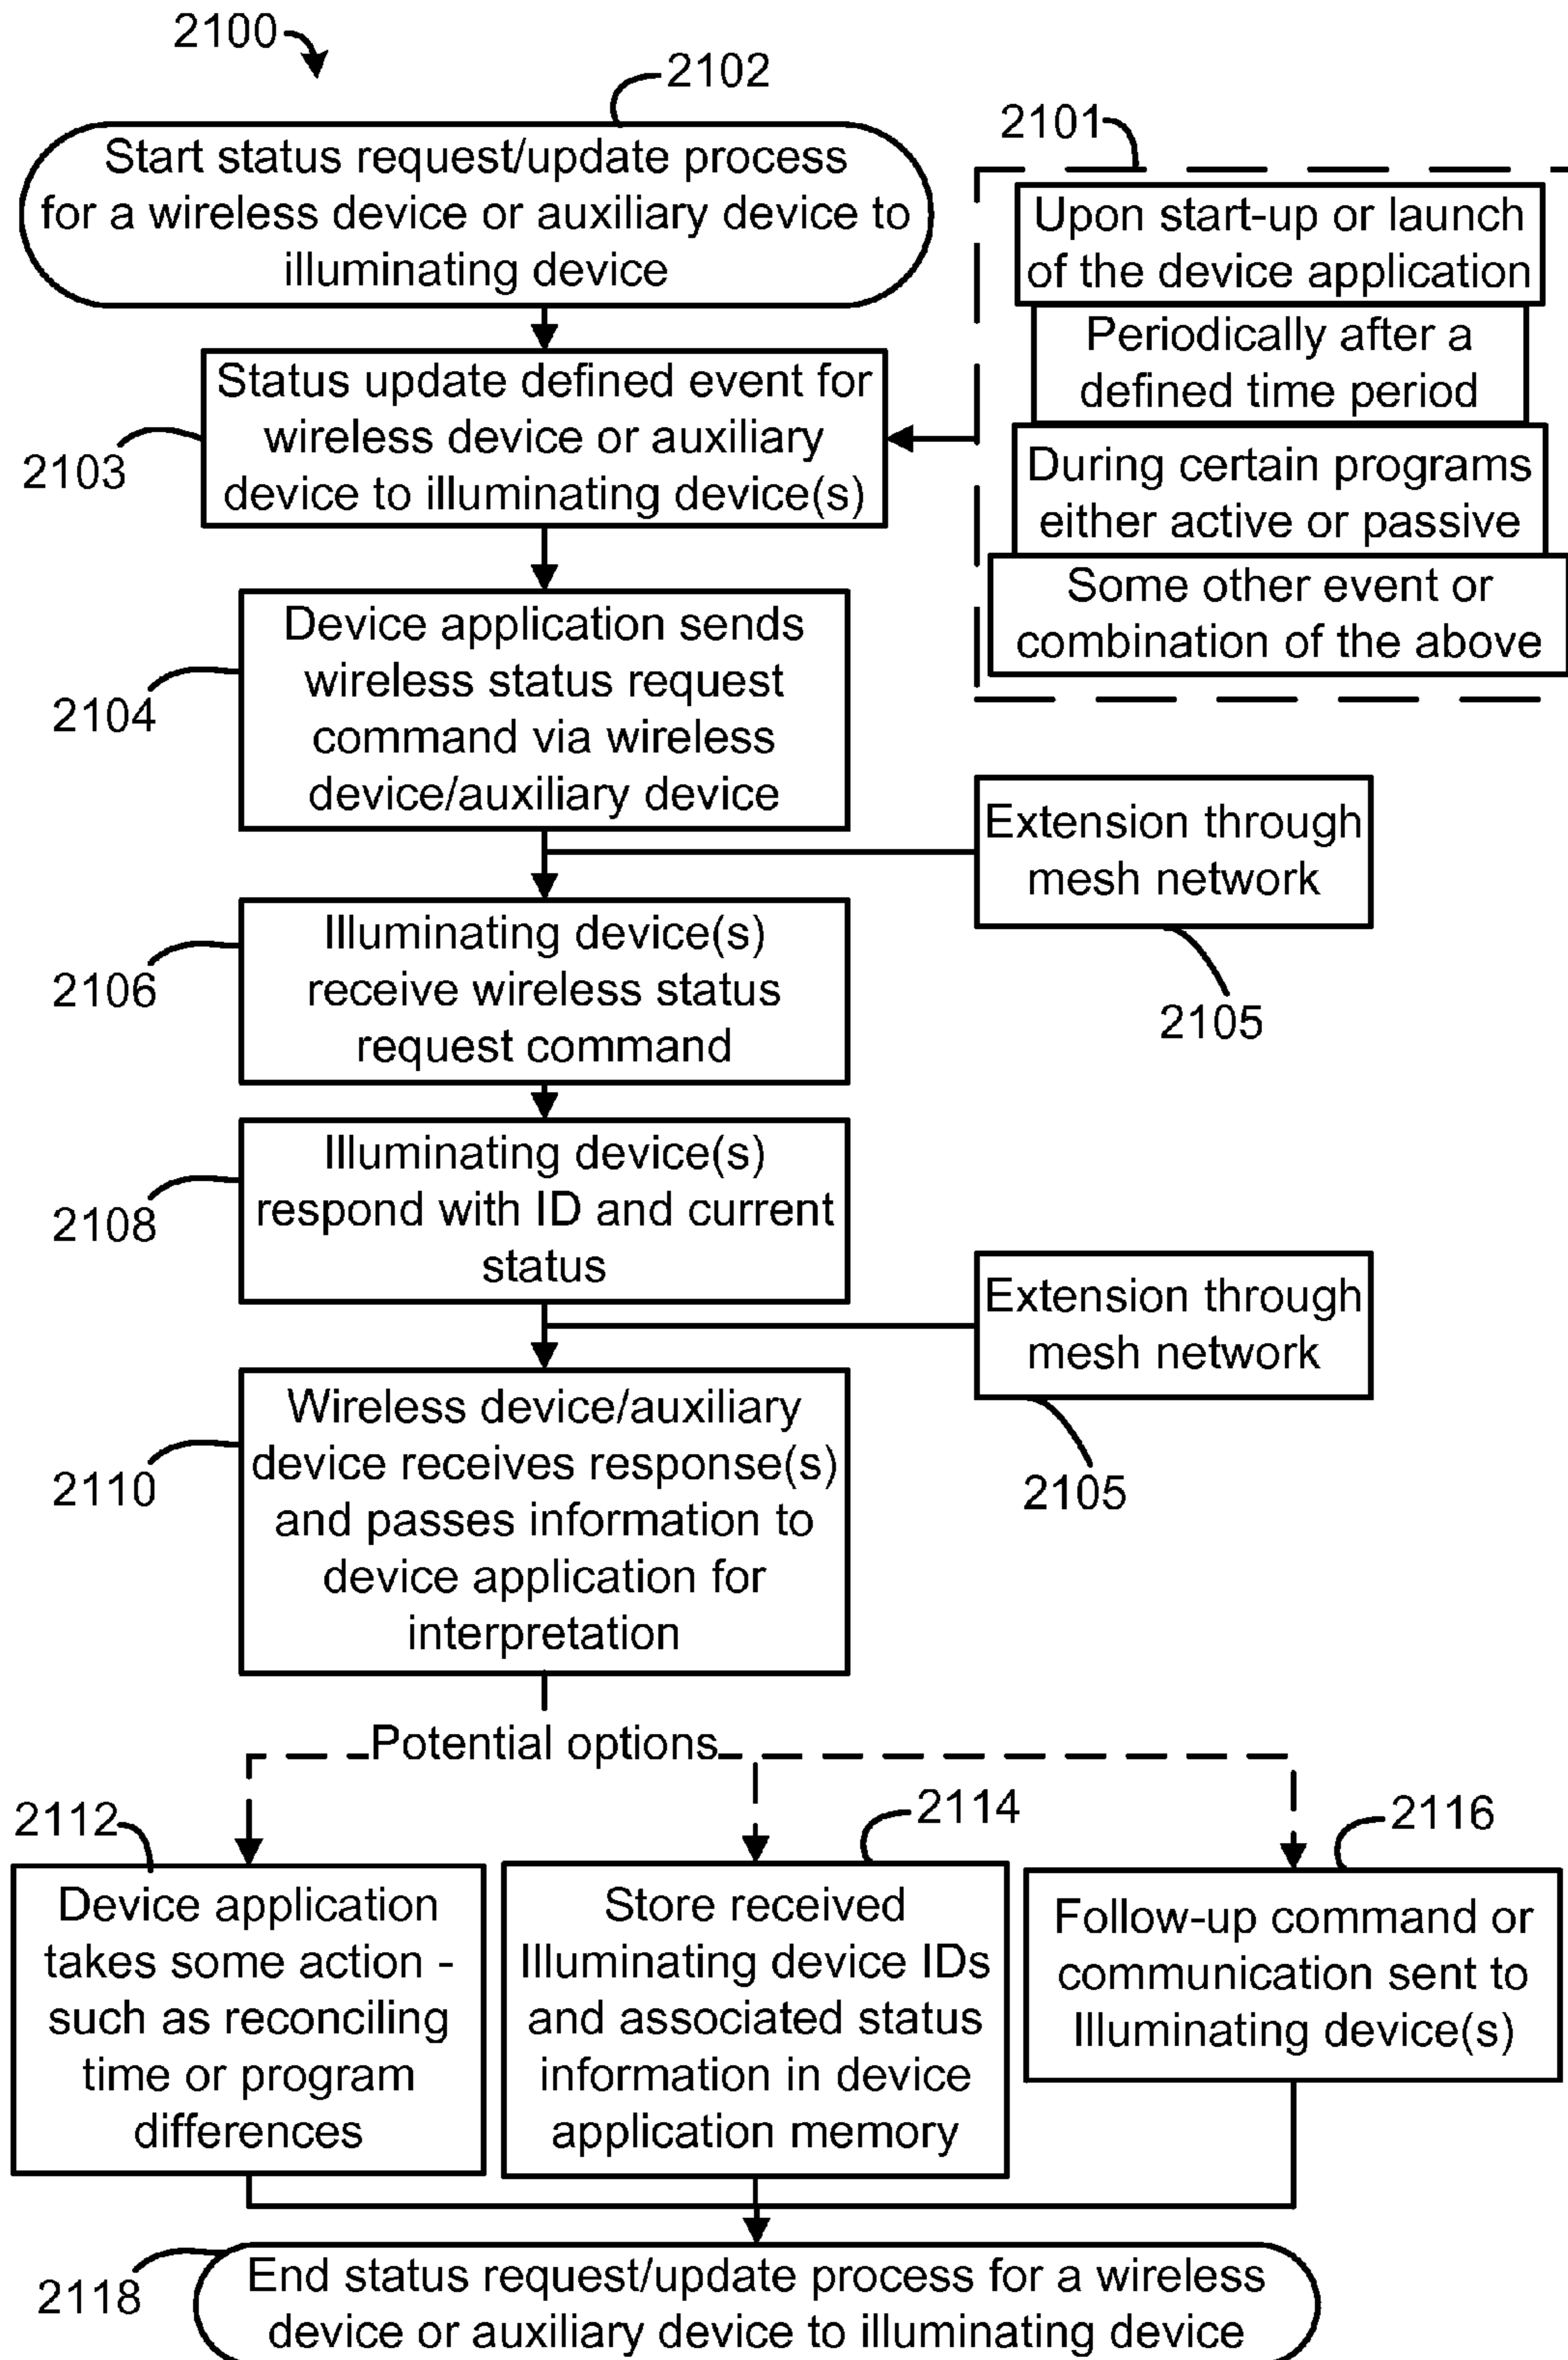 2100
2102
Start status request/update process
for a wireless device or auxiliary device to
illuminating device
2101
Upon start-up or launch
of the device application
Periodically after a
defined time period
During certain programs
either active or passive
Some other event or
combination of the above
Status update defined event for
wireless device or auxiliary
device to illuminating device(s)
2103
Device application sends
wireless status request
command via wireless
device/auxiliary device
2104
Extension through
mesh network
2105
Illuminating device(s)
receive wireless status
request command
2106
Illuminating device(s)
respond with ID and current
status
2108
Extension through
mesh network
2105
Wireless device/auxiliary
device receives response(s)
and passes information to
device application for
interpretation
2110
Potential options
2112
Device application
takes some action -
such as reconciling
time or program
differences
2114
Store received
Illuminating device IDs
and associated status
information in device
application memory
2116
Follow-up command or
communication sent to
Illuminating device(s)
2118
End status request/update process for a wireless
device or auxiliary device to illuminating device